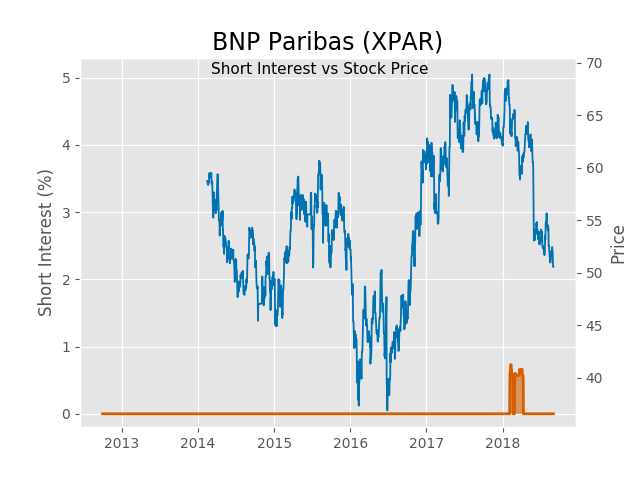 BNP Paribas (XPAR)
Short Interest vs Stock Price
Short Interest (%)
5
4
3
2
1
0
70
65
60
55
50
45
40
Price
2013 2014 2015 2016 2017 2018